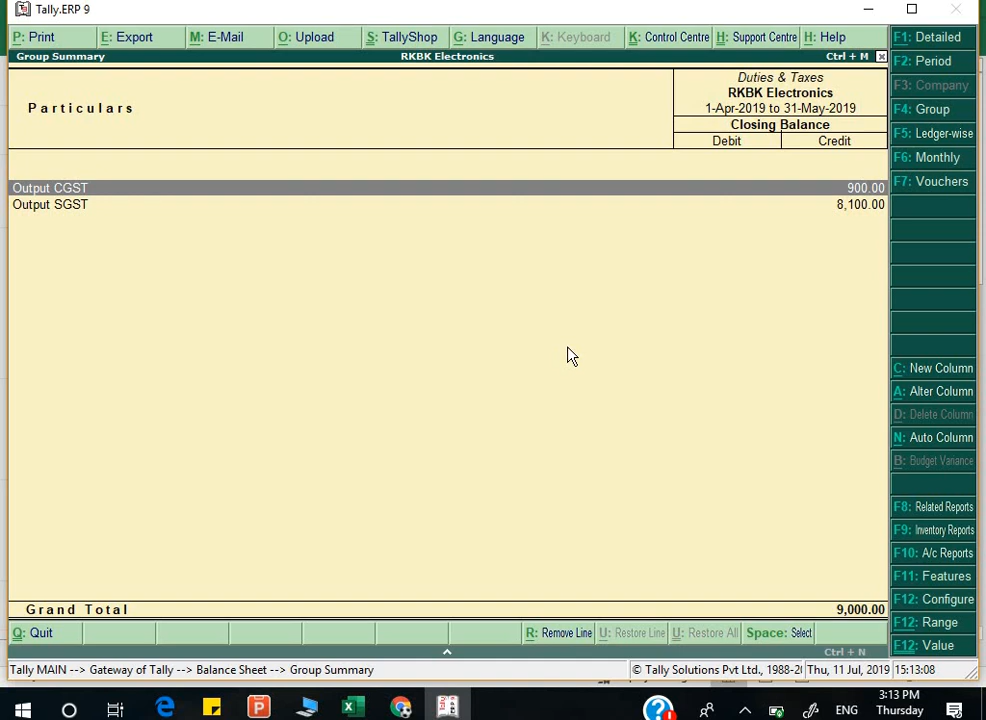 Tally.ERP 9
P: Print E: Export M: E-Mail O: Upload S: TallyShop G: Language K: Keyboard K: Control Centre H: Support Centre H: Help
Group Summary RKBK Electronics Ctrl + M
Particulars
Duties & Taxes
RKBK Electronics
1-Apr-2019 to 31-May-2019
Closing Balance
Debit Credit
Output CGST 900.00
Output SGST 8,100.00
Grand Total 9,000.00
F1: Detailed
F2: Period
F3: Company
F4: Group
F5: Ledger-wise
F6: Monthly
F7: Vouchers
C: New Column
A: Alter Column
D: Delete Column
N: Auto Column
B: Budget Variance
F8: Related Reports
F9: Inventory Reports
F10: A/c Reports
F11: Features
F12: Configure
F12: Range
F12: Value
Q: Quit R: Remove Line U: Restore Line U: Restore All Space: Select
Ctrl + N
Tally MAIN --> Gateway of Tally --> Balance Sheet --> Group Summary © Tally Solutions Pvt Ltd., 1988-2 Thu, 11 Jul, 2019 15:13:08
ENG
3:13 PM
Thursday